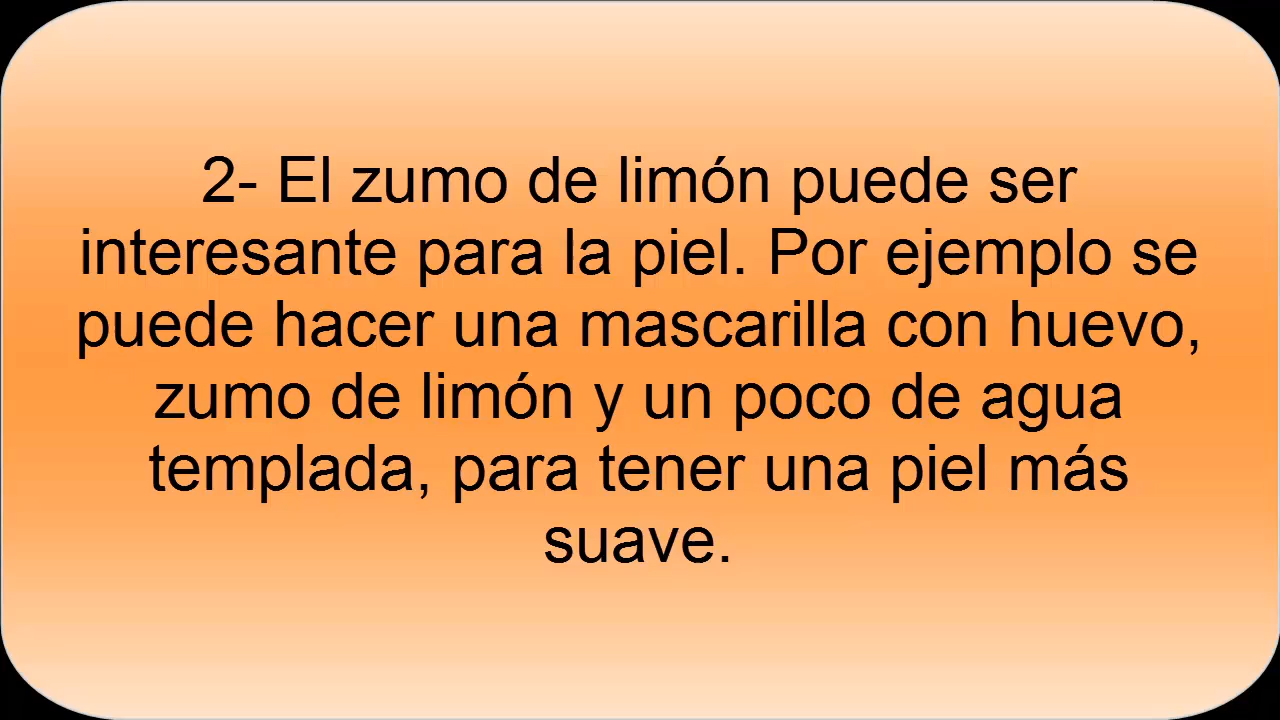 2- El zumo de limón puede ser
interesante para la piel. Por ejemplo se
puede hacer una mascarilla con huevo,
zumo de limón y un poco de agua
templada, para tener una piel más
suave.